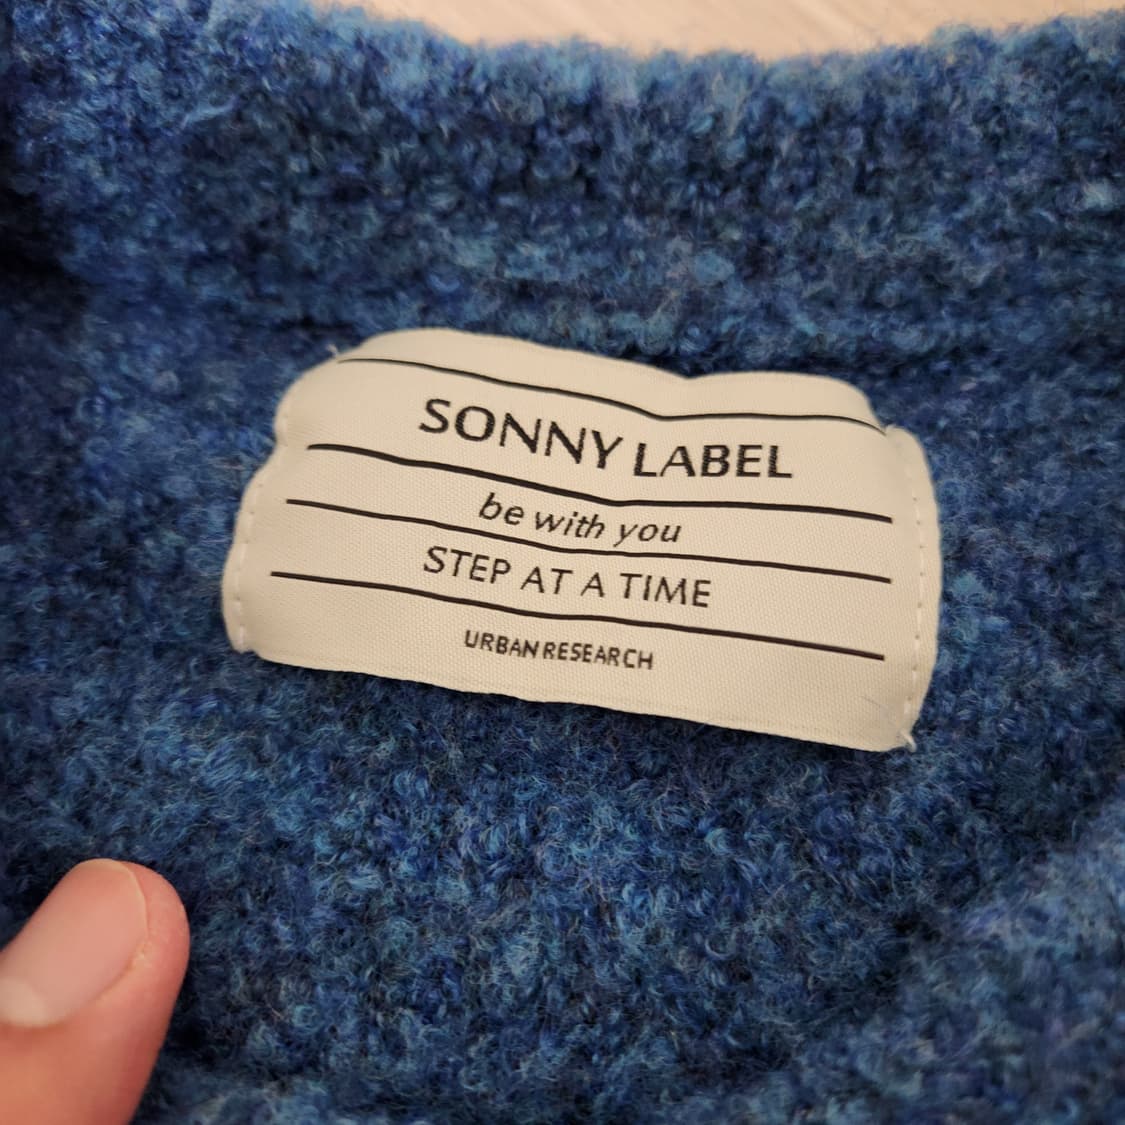 SONNY LABEL
be with you
STEP AT A TIME
URBAN RESEARCH